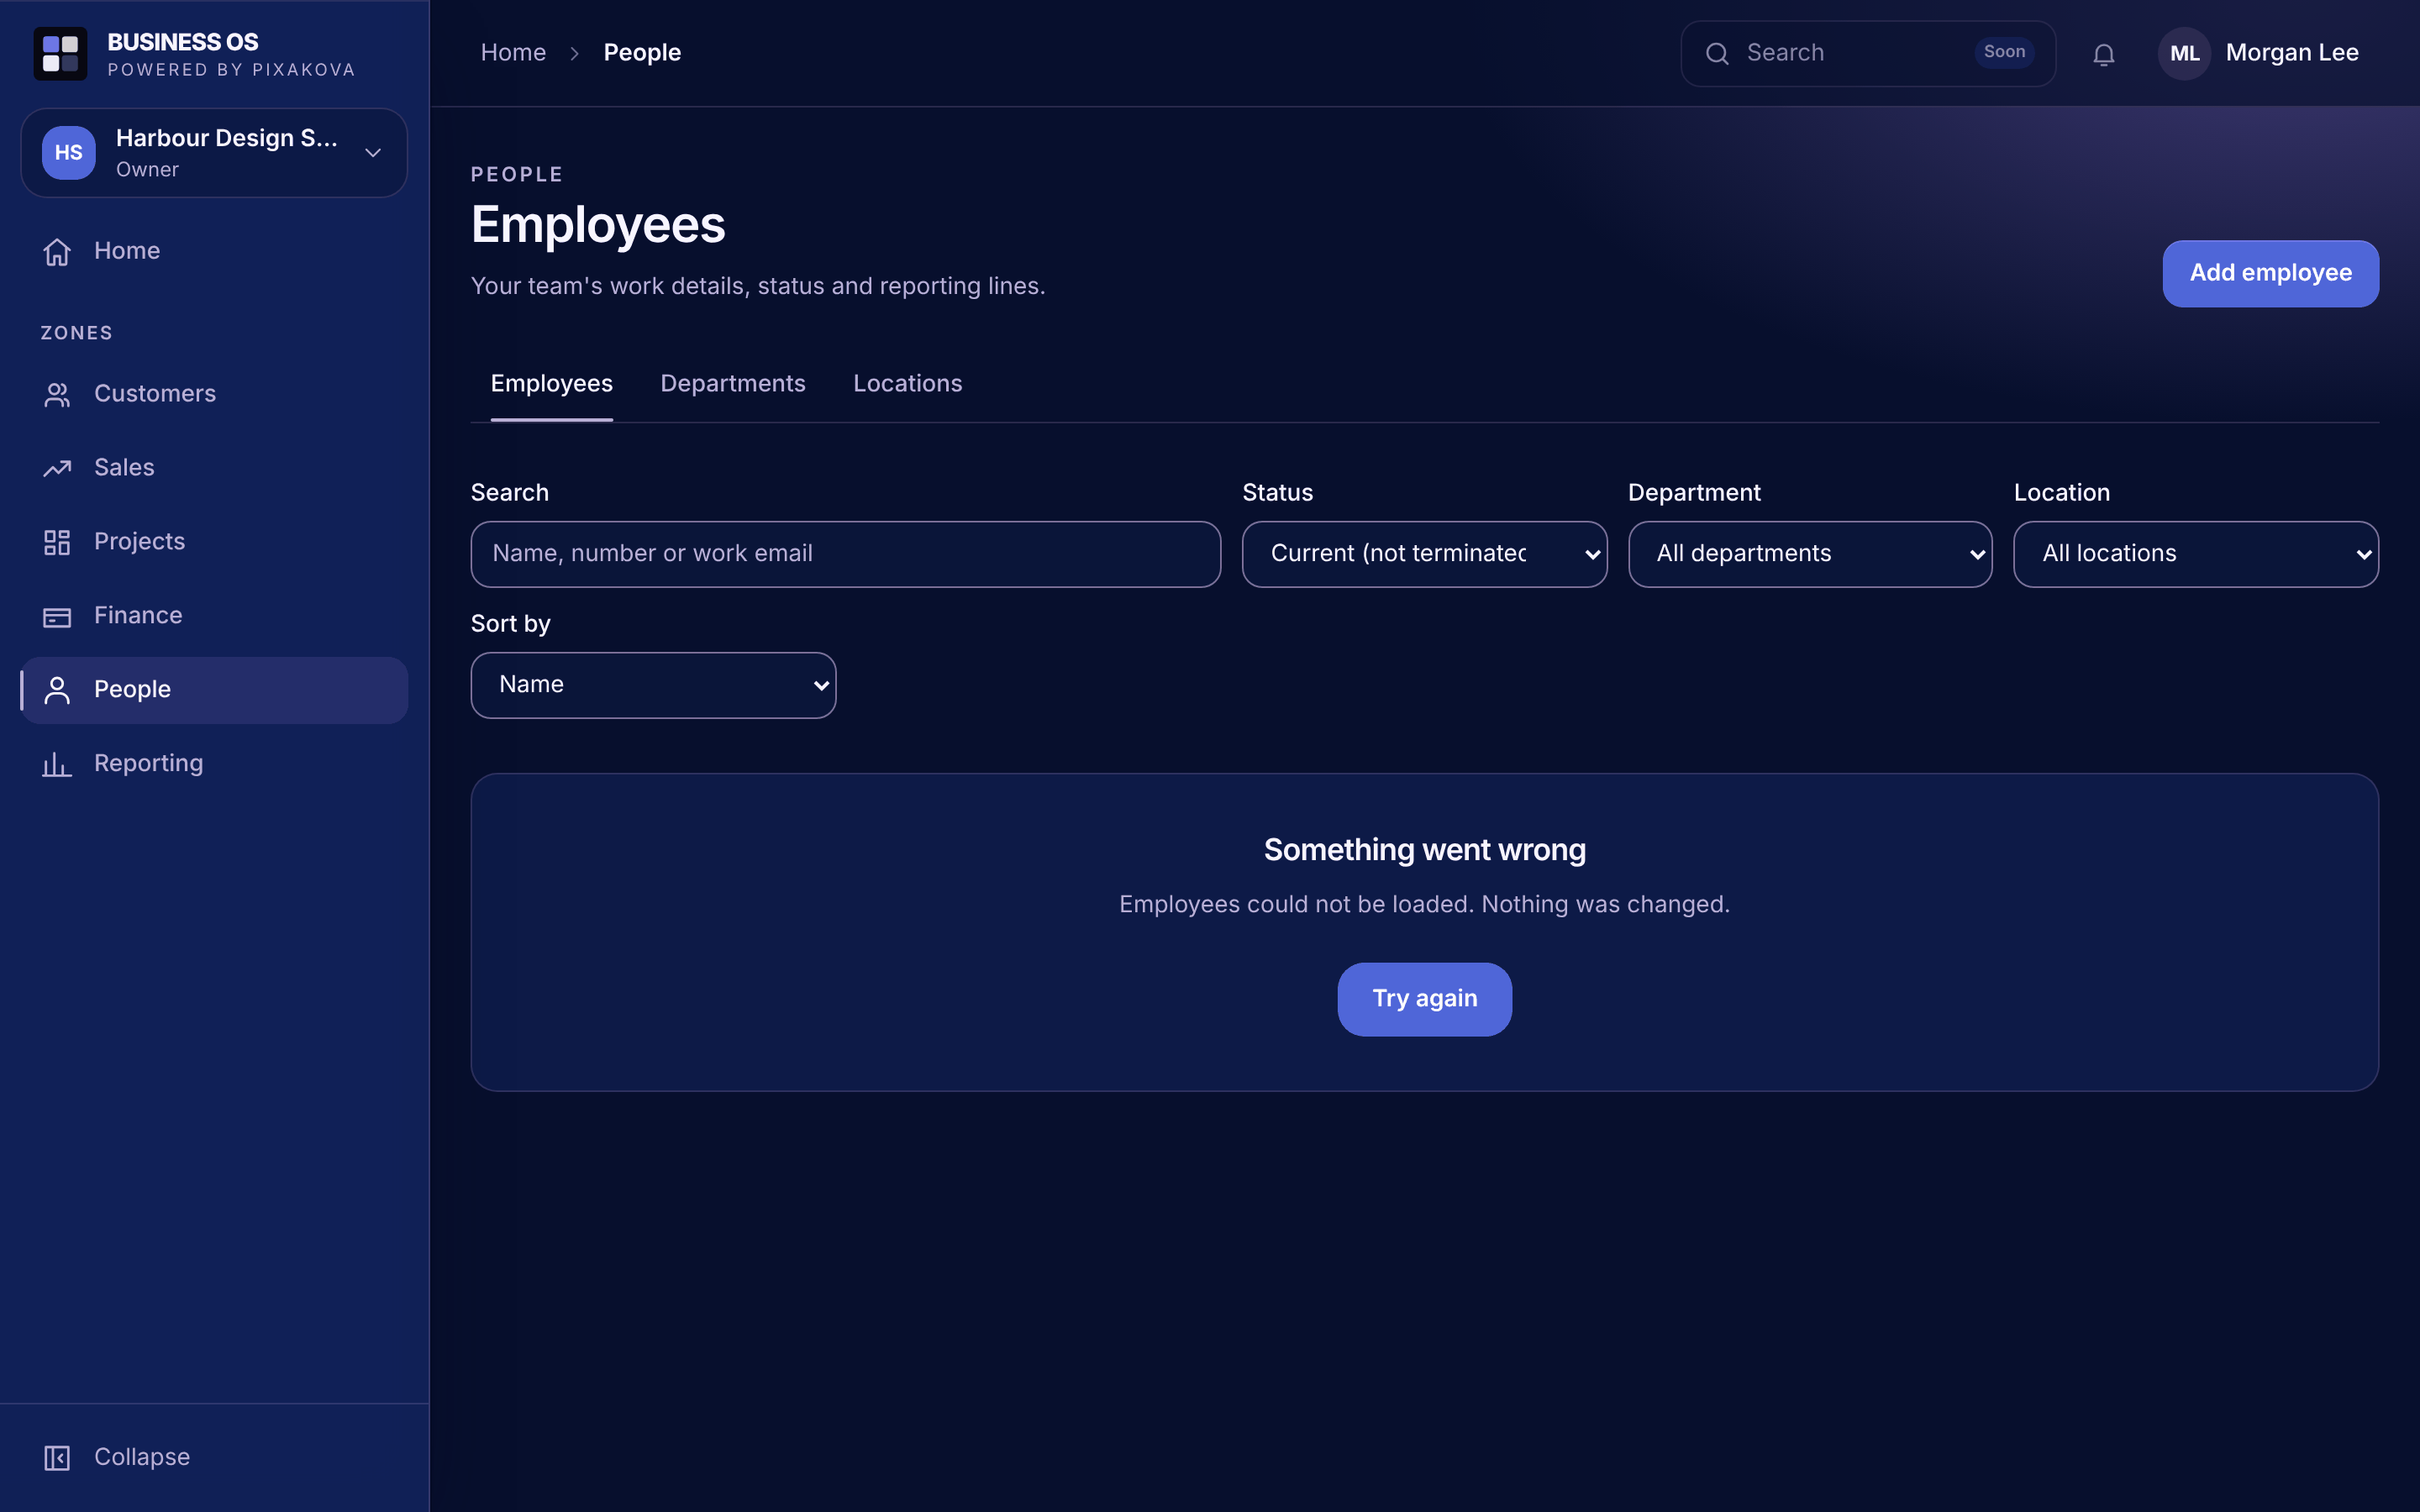 BUSINESS OS
POWERED BY PIXAKOVA
HS
Harbour Design S...
Owner
Home
ZONES
Customers
Sales
Projects
Finance
People
Reporting
Collapse
Home > People
Search
Soon
ML
Morgan Lee
PEOPLE
Employees
Your team's work details, status and reporting lines.
Add employee
Employees Departments Locations
Search Status Department Location
Name, number or work email Current (not terminated All departments All locations
Sort by
Name
Something went wrong
Employees could not be loaded. Nothing was changed.
Try again